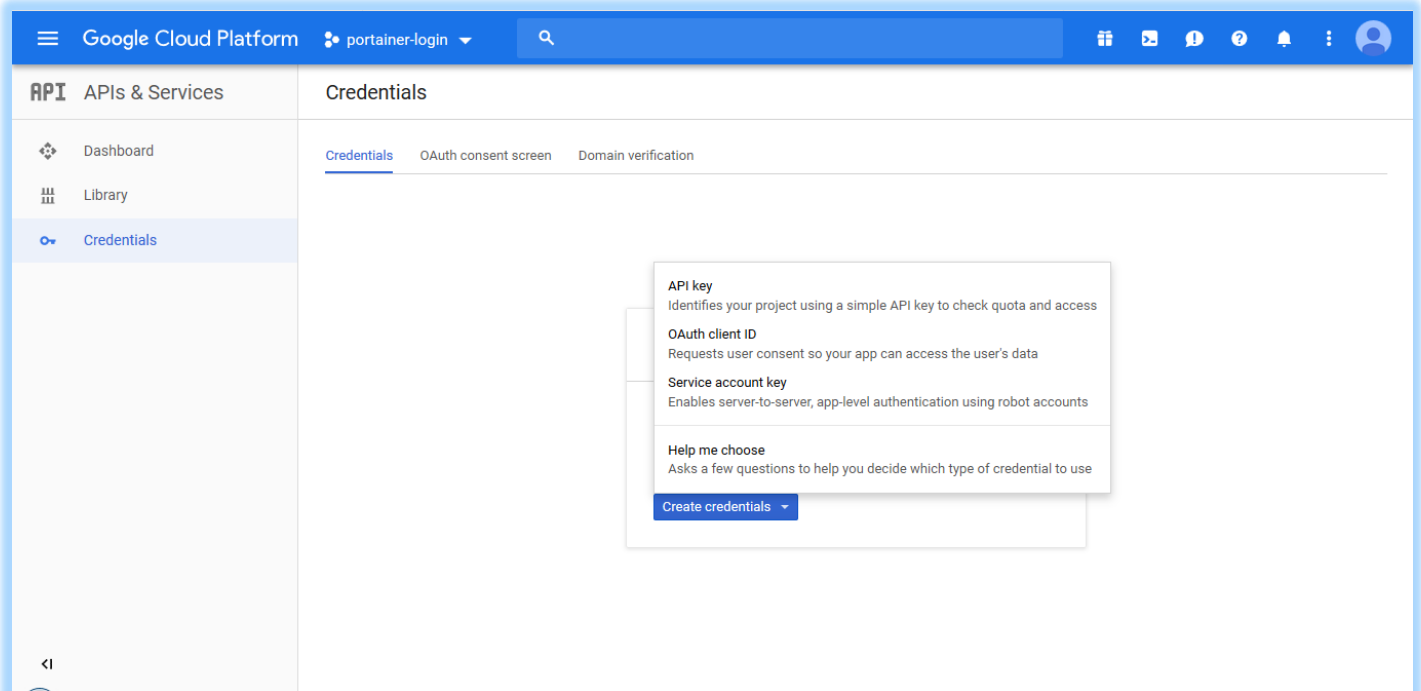 Google Cloud Platform portainer-login
API APIs & Services
Credentials
Dashboard
Library
Credentials
Credentials OAuth consent screen Domain verification
API key
Identifies your project using a simple API key to check quota and access
OAuth client ID
Requests user consent so your app can access the user's data
Service account key
Enables server-to-server, app-level authentication using robot accounts
Help me choose
Asks a few questions to help you decide which type of credential to use
Create credentials